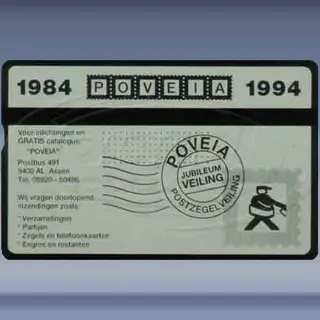 1984 POVEIA 1994
Voor inlichtingen en
GRATIS catalogus:
"POVEIA"
Postbus 491
9400 AL Assen
Tel. 05920-50496
Wij vragen doorlopend
inzendingen zoals:
* Verzamelingen
* Partijen
* Zegels en telefoonkaarten
* Engros en restanten
POVEIA
JUBILEUM
VEILING
POSTZEGELVEILING